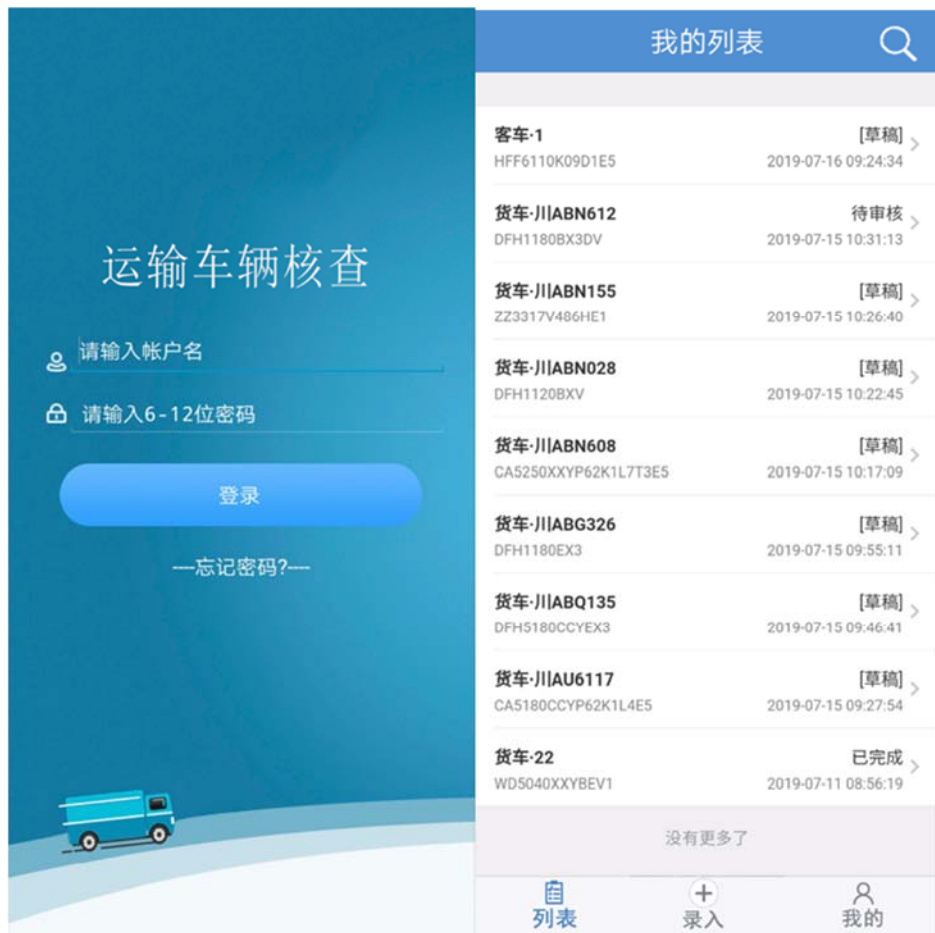 运输车辆核查
请输入帐户名
请输入6-12位密码
登录
----忘记密码?----
我的列表
客车·1 [草稿]
HFF6110K09D1E5 2019-07-16 09:24:34
货车·川ABN612 待审核
DFH1180BX3DV 2019-07-15 10:31:13
货车·川ABN155 [草稿]
ZZ3317V486HE1 2019-07-15 10:26:40
货车·川ABN028 [草稿]
DFH1120BXV 2019-07-15 10:22:45
货车·川ABN608 [草稿]
CA5250XXYP62K1L7T3E5 2019-07-15 10:17:09
货车·川ABG326 [草稿]
DFH1180EX3 2019-07-15 09:55:11
货车·川ABQ135 [草稿]
DFH5180CCYEX3 2019-07-15 09:46:41
货车·川AU6117 [草稿]
CA5180CCYP62K1L4E5 2019-07-15 09:27:54
货车·22 已完成
WD5040XXYBEV1 2019-07-11 08:56:19
没有更多了
列表 录入 我的